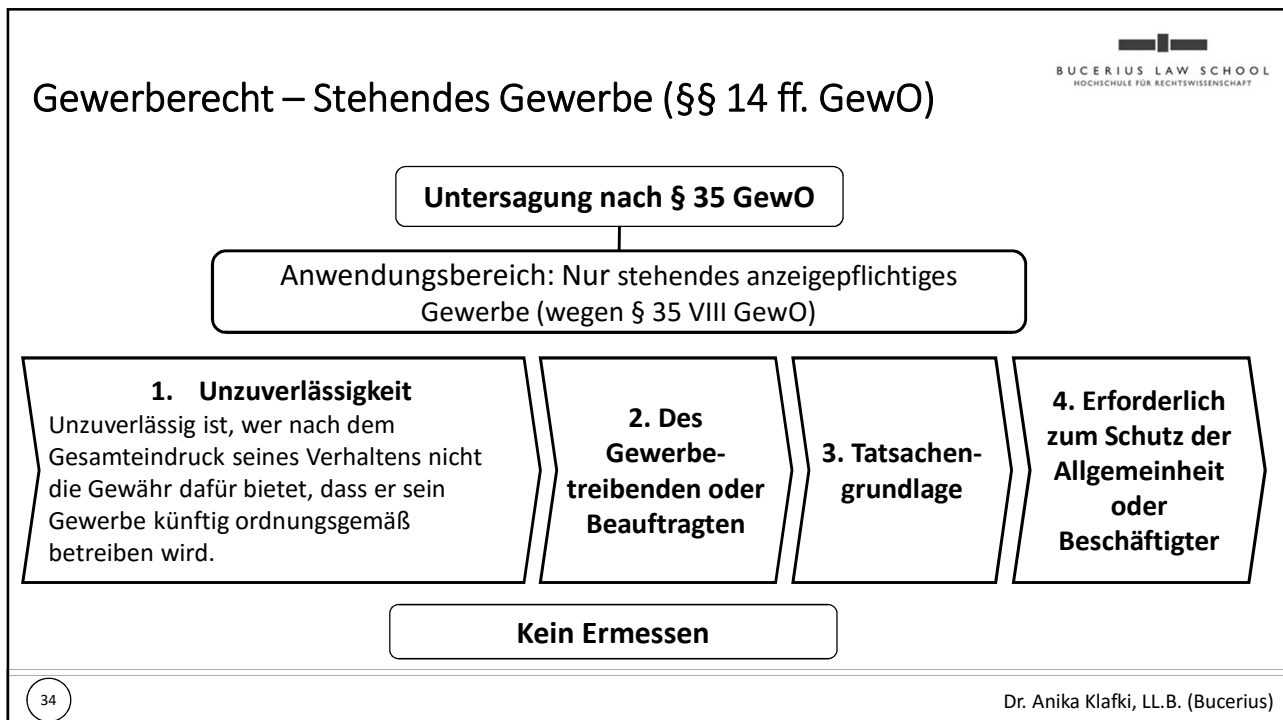 BUCERIUS LAW SCHOOL
HOCHSCHULE FÜR RECHTSWISSENSCHAFT
Gewerberecht – Stehendes Gewerbe (§§ 14 ff. GewO)
Untersagung nach § 35 GewO
Anwendungsbereich: Nur stehendes anzeigepflichtiges
Gewerbe (wegen § 35 VIII GewO)
1. Unzuverlässigkeit
Unzuverlässig ist, wer nach dem
Gesamteindruck seines Verhaltens nicht
die Gewähr dafür bietet, dass er sein
Gewerbe künftig ordnungsgemäß
betreiben wird.
2. Des
Gewerbe-
treibenden oder
Beauftragten
3. Tatsachen-
grundlage
4. Erforderlich
zum Schutz der
Allgemeinheit
oder
Beschäftigter
Kein Ermessen
34
Dr. Anika Klafki, LL.B. (Bucerius)